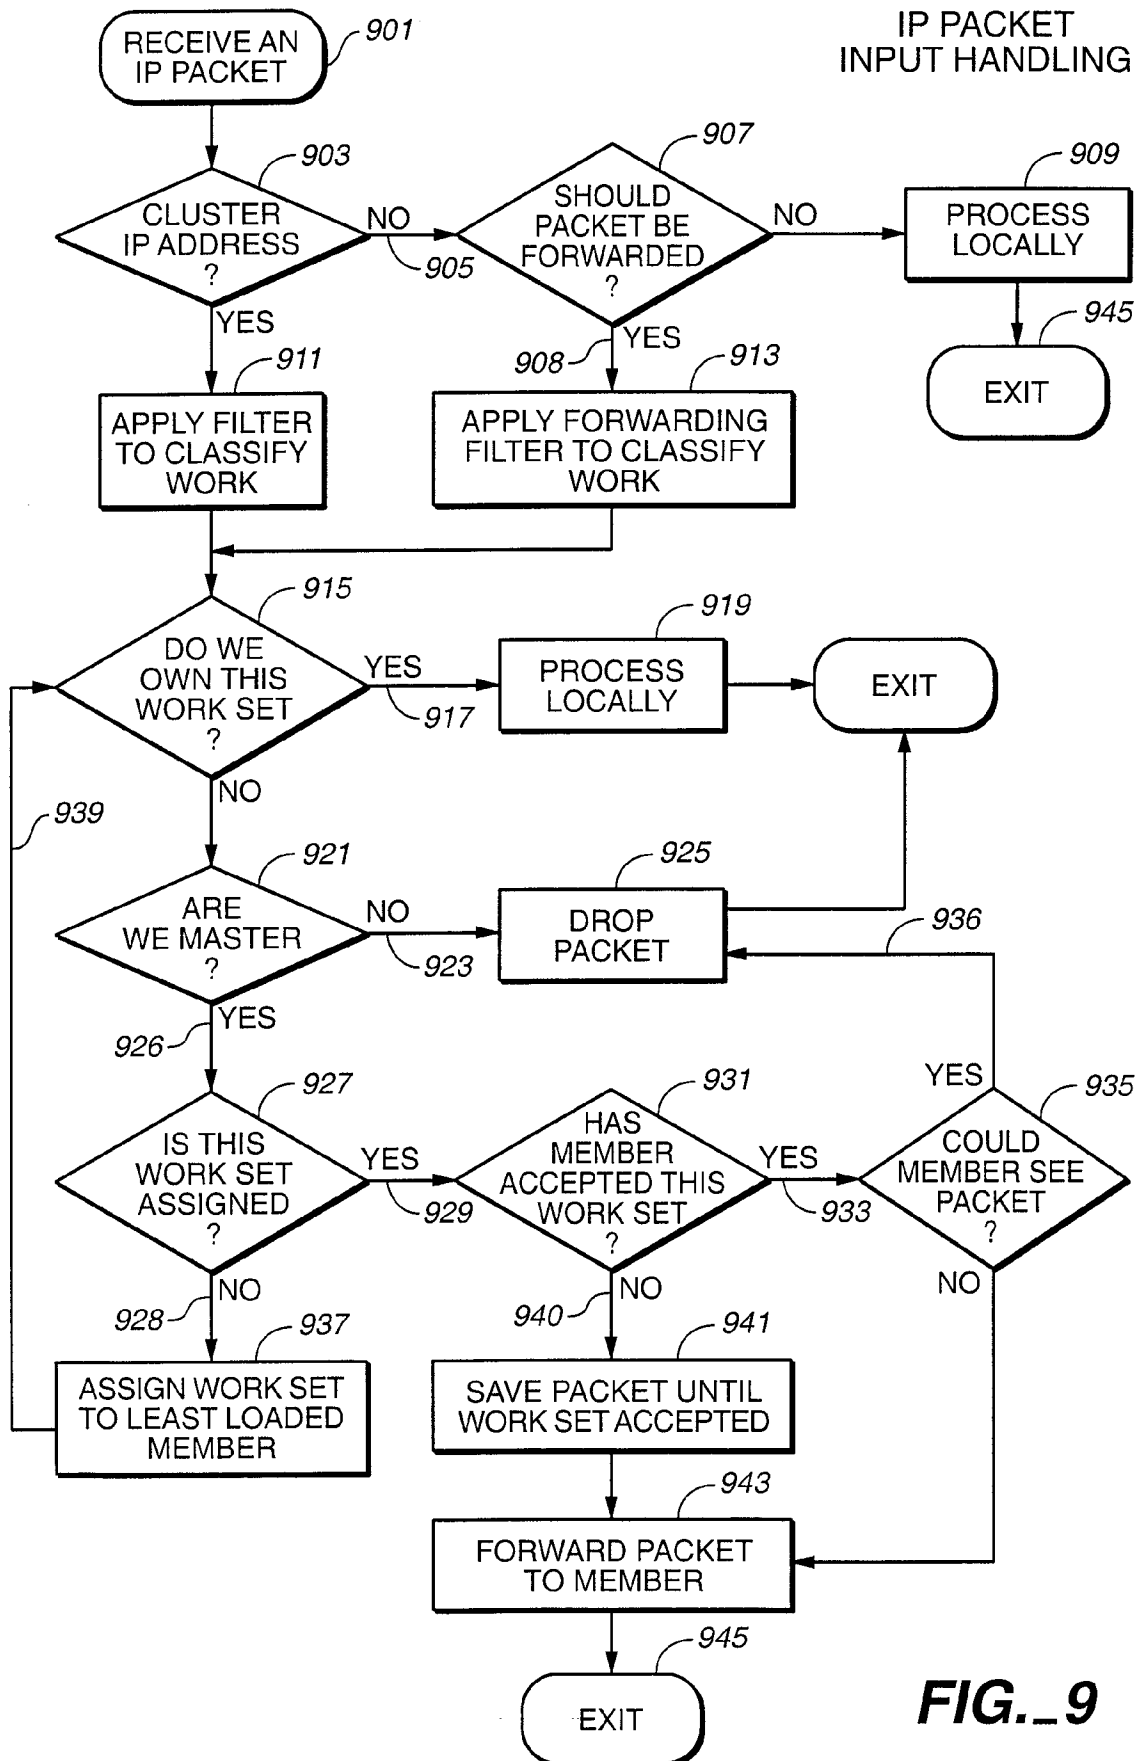 IP PACKET
INPUT HANDLING
RECEIVE AN
IP PACKET
901
903
CLUSTER
IP ADDRESS
?
NO
905
YES
907
SHOULD
PACKET BE
FORWARDED
?
NO
908
YES
909
PROCESS
LOCALLY
945
EXIT
911
APPLY FILTER
TO CLASSIFY
WORK
913
APPLY FORWARDING
FILTER TO CLASSIFY
WORK
915
DO WE
OWN THIS
WORK SET
?
YES
917
NO
919
PROCESS
LOCALLY
EXIT
939
921
ARE
WE MASTER
?
NO
923
925
DROP
PACKET
936
926
YES
927
IS THIS
WORK SET
ASSIGNED
?
YES
929
928
NO
931
HAS
MEMBER
ACCEPTED THIS
WORK SET
?
YES
933
940
NO
YES
935
COULD
MEMBER SEE
PACKET
?
NO
937
ASSIGN WORK SET
TO LEAST LOADED
MEMBER
941
SAVE PACKET UNTIL
WORK SET ACCEPTED
943
FORWARD PACKET
TO MEMBER
945
EXIT
FIG._9